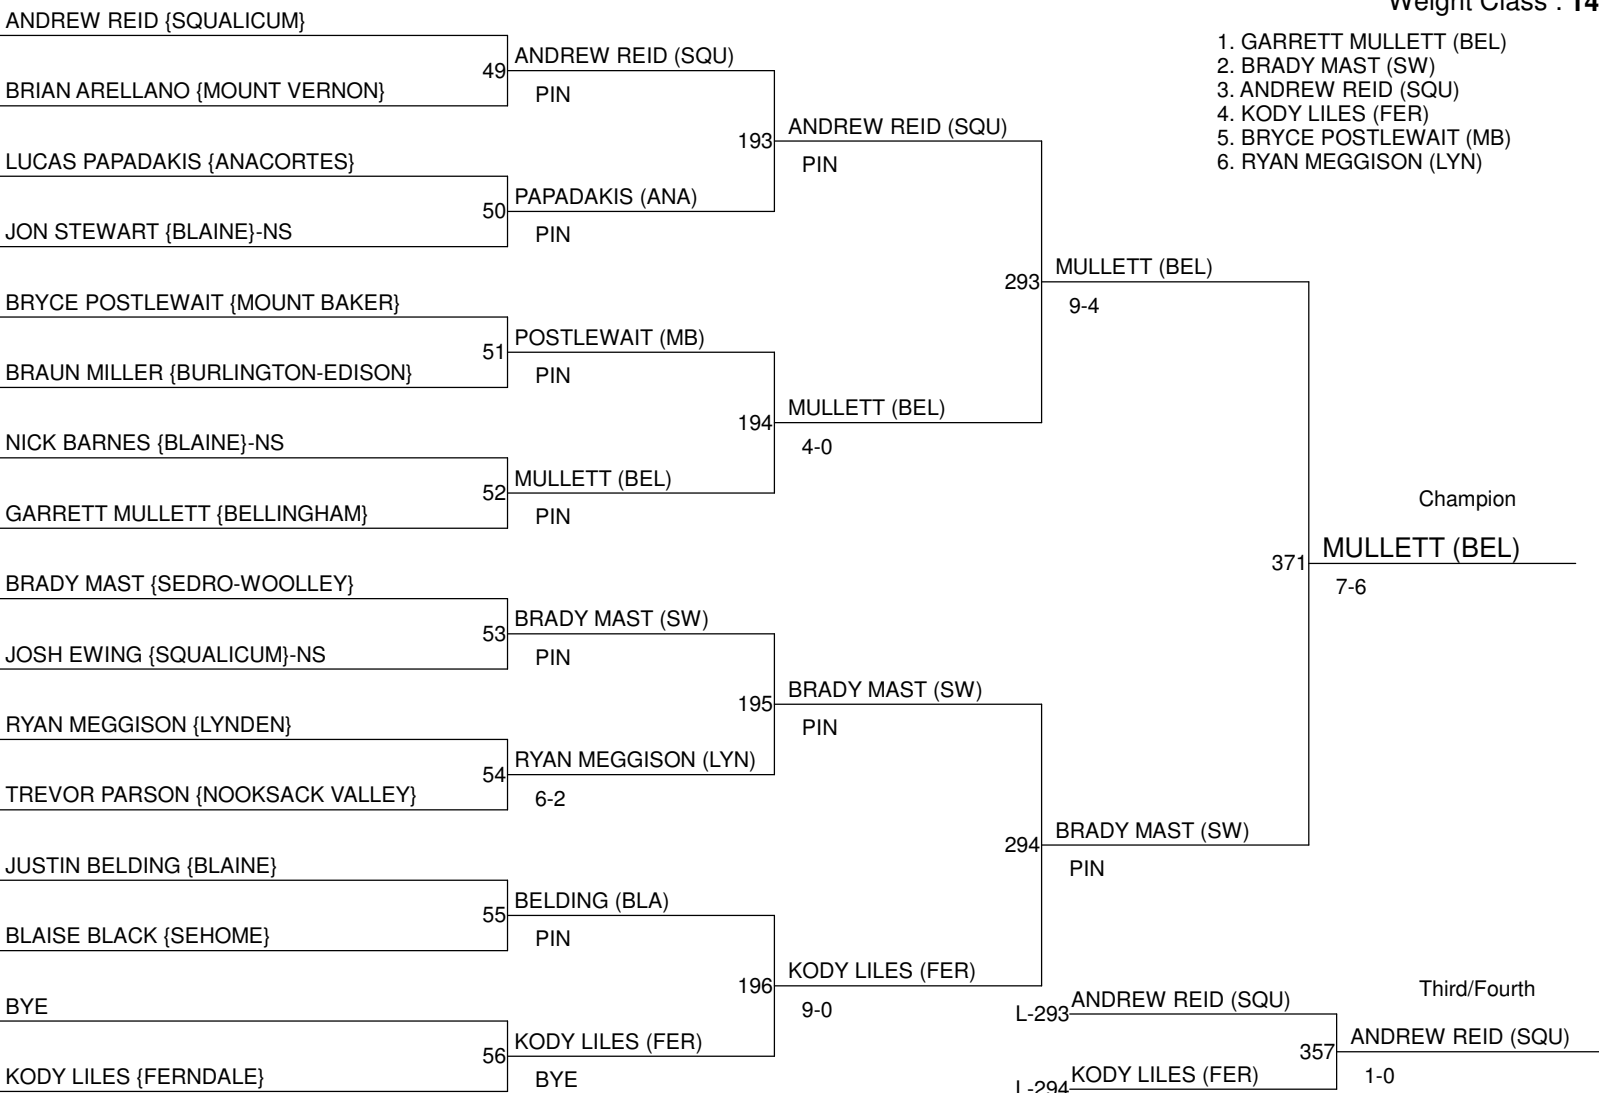 Weight Class : 14
ANDREW REID {SQUALICUM}
1. GARRETT MULLETT (BEL)
2. BRADY MAST (SW)
3. ANDREW REID (SQU)
4. KODY LILES (FER)
5. BRYCE POSTLEWAIT (MB)
6. RYAN MEGGISON (LYN)
ANDREW REID (SQU)
49
BRIAN ARELLANO {MOUNT VERNON}
PIN
ANDREW REID (SQU)
193
PIN
LUCAS PAPADAKIS {ANACORTES}
PAPADAKIS (ANA)
50
JON STEWART {BLAINE}-NS
PIN
MULLETT (BEL)
293
9-4
BRYCE POSTLEWAIT {MOUNT BAKER}
POSTLEWAIT (MB)
51
BRAUN MILLER {BURLINGTON-EDISON}
PIN
MULLETT (BEL)
194
4-0
NICK BARNES {BLAINE}-NS
MULLETT (BEL)
52
GARRETT MULLETT {BELLINGHAM}
PIN
Champion
MULLETT (BEL)
371
7-6
BRADY MAST {SEDRO-WOOLLEY}
BRADY MAST (SW)
53
JOSH EWING {SQUALICUM}-NS
PIN
BRADY MAST (SW)
195
PIN
RYAN MEGGISON {LYNDEN}
RYAN MEGGISON (LYN)
54
TREVOR PARSON {NOOKSACK VALLEY}
6-2
BRADY MAST (SW)
294
PIN
JUSTIN BELDING {BLAINE}
BELDING (BLA)
55
BLAISE BLACK {SEHOME}
PIN
KODY LILES (FER)
196
9-0
BYE
KODY LILES (FER)
56
KODY LILES {FERNDALE}
BYE
Third/Fourth
L-293 ANDREW REID (SQU)
ANDREW REID (SQU)
357
1-0
L-294 KODY LILES (FER)